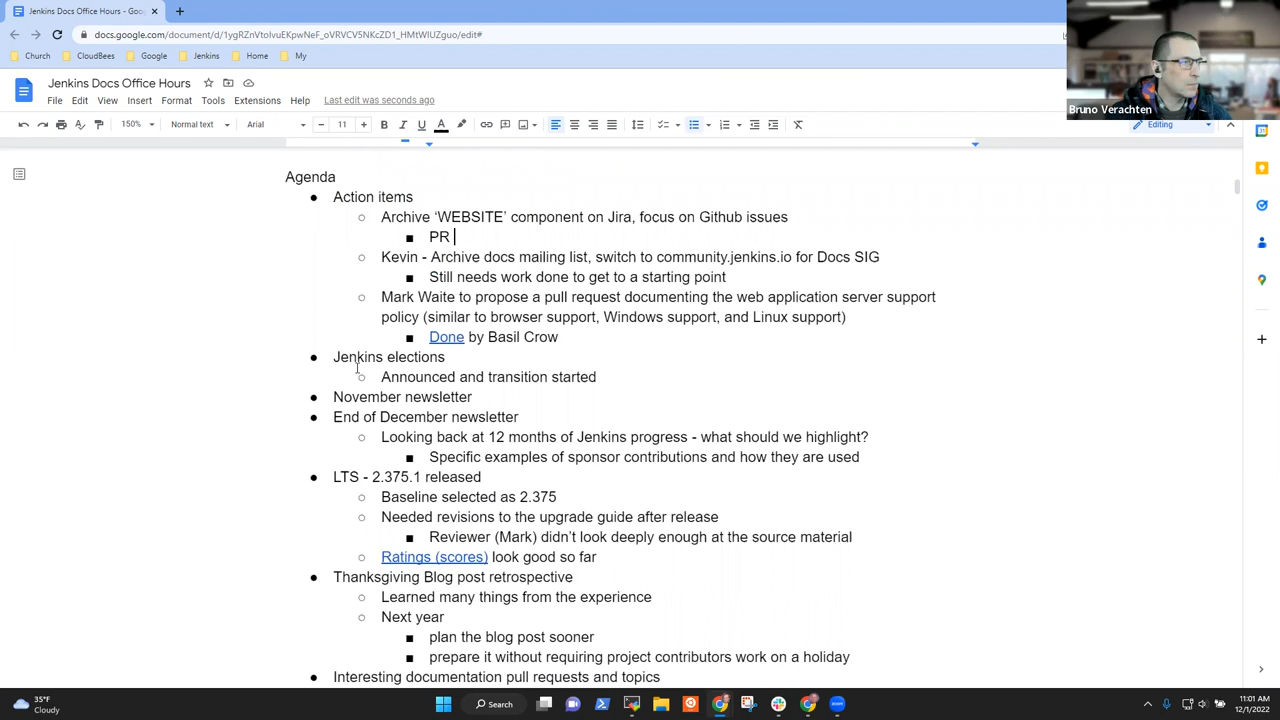 Jenkins Docs Office Hours - Goo
docs.google.com/document/d/1ygRZnVtoIvuEKpwNeF_oVRVCV5NKcZD1_HMtWIUZguo/edit#
Church CloudBees Google Jenkins Home My
Jenkins Docs Office Hours
File Edit View Insert Format Tools Extensions Help Last edit was seconds ago
150% Normal text Arial 11 Editing
Bruno Verachten
Agenda
Action items
Archive ‘WEBSITE’ component on Jira, focus on Github issues
PR
Kevin - Archive docs mailing list, switch to community.jenkins.io for Docs SIG
Still needs work done to get to a starting point
Mark Waite to propose a pull request documenting the web application server support
policy (similar to browser support, Windows support, and Linux support)
Done by Basil Crow
Jenkins elections
Announced and transition started
November newsletter
End of December newsletter
Looking back at 12 months of Jenkins progress - what should we highlight?
Specific examples of sponsor contributions and how they are used
LTS - 2.375.1 released
Baseline selected as 2.375
Needed revisions to the upgrade guide after release
Reviewer (Mark) didn’t look deeply enough at the source material
Ratings (scores) look good so far
Thanksgiving Blog post retrospective
Learned many things from the experience
Next year
plan the blog post sooner
prepare it without requiring project contributors work on a holiday
Interesting documentation pull requests and topics
35°F
Cloudy
Search
11:01 AM
12/1/2022